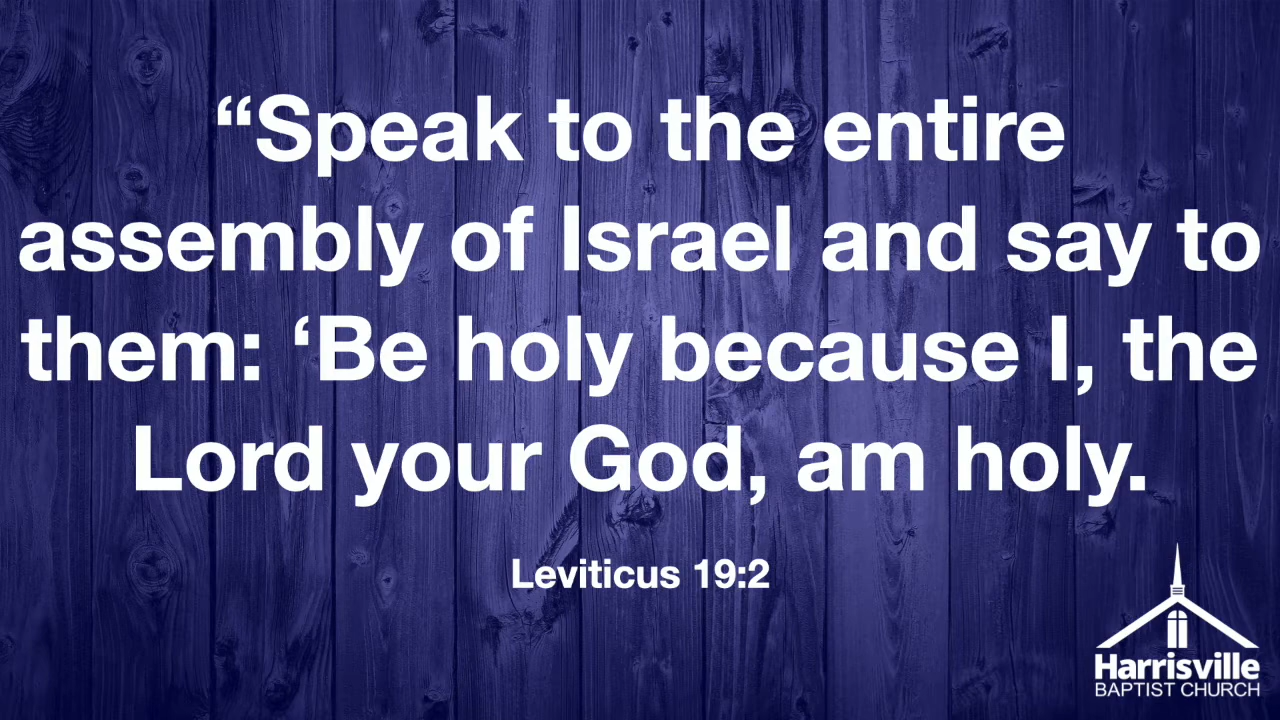 “Speak to the entire
assembly of Israel and say to
them: ‘Be holy because I, the
Lord your God, am holy.
Leviticus 19:2
Harrisville
BAPTIST CHURCH